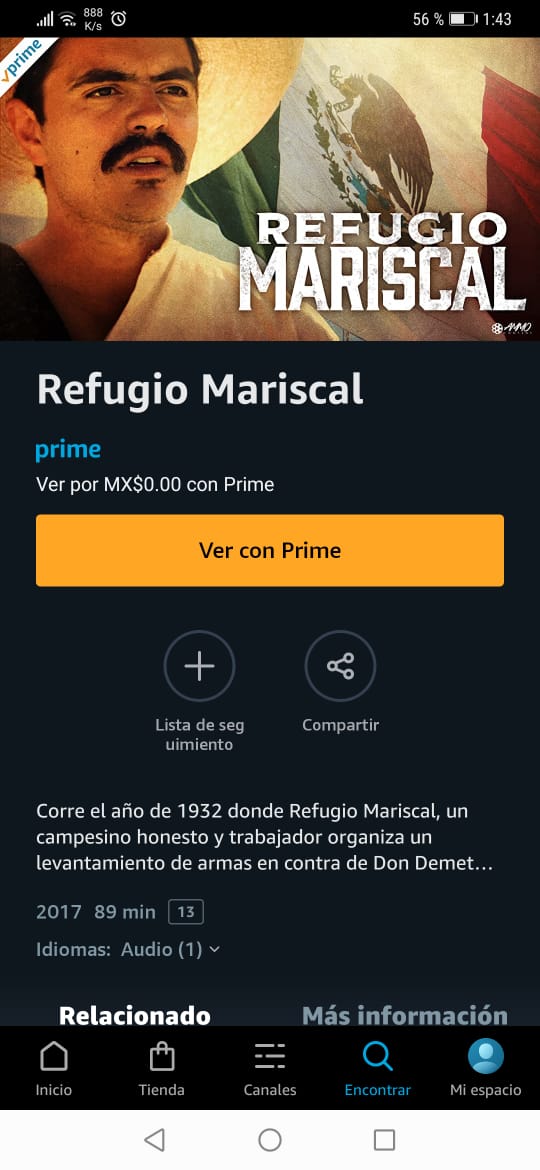 888
K/s
56 %
1:43
prime
REFUGIO
MARISCAL
Refugio Mariscal
prime
Ver por MX$0.00 con Prime
Ver con Prime
Lista de seg
uimiento
Compartir
Corre el año de 1932 donde Refugio Mariscal, un
campesino honesto y trabajador organiza un
levantamiento de armas en contra de Don Demet...
2017 89 min 13
Idiomas: Audio (1)
Relacionado
Más información
Inicio
Tienda
Canales
Encontrar
Mi espacio